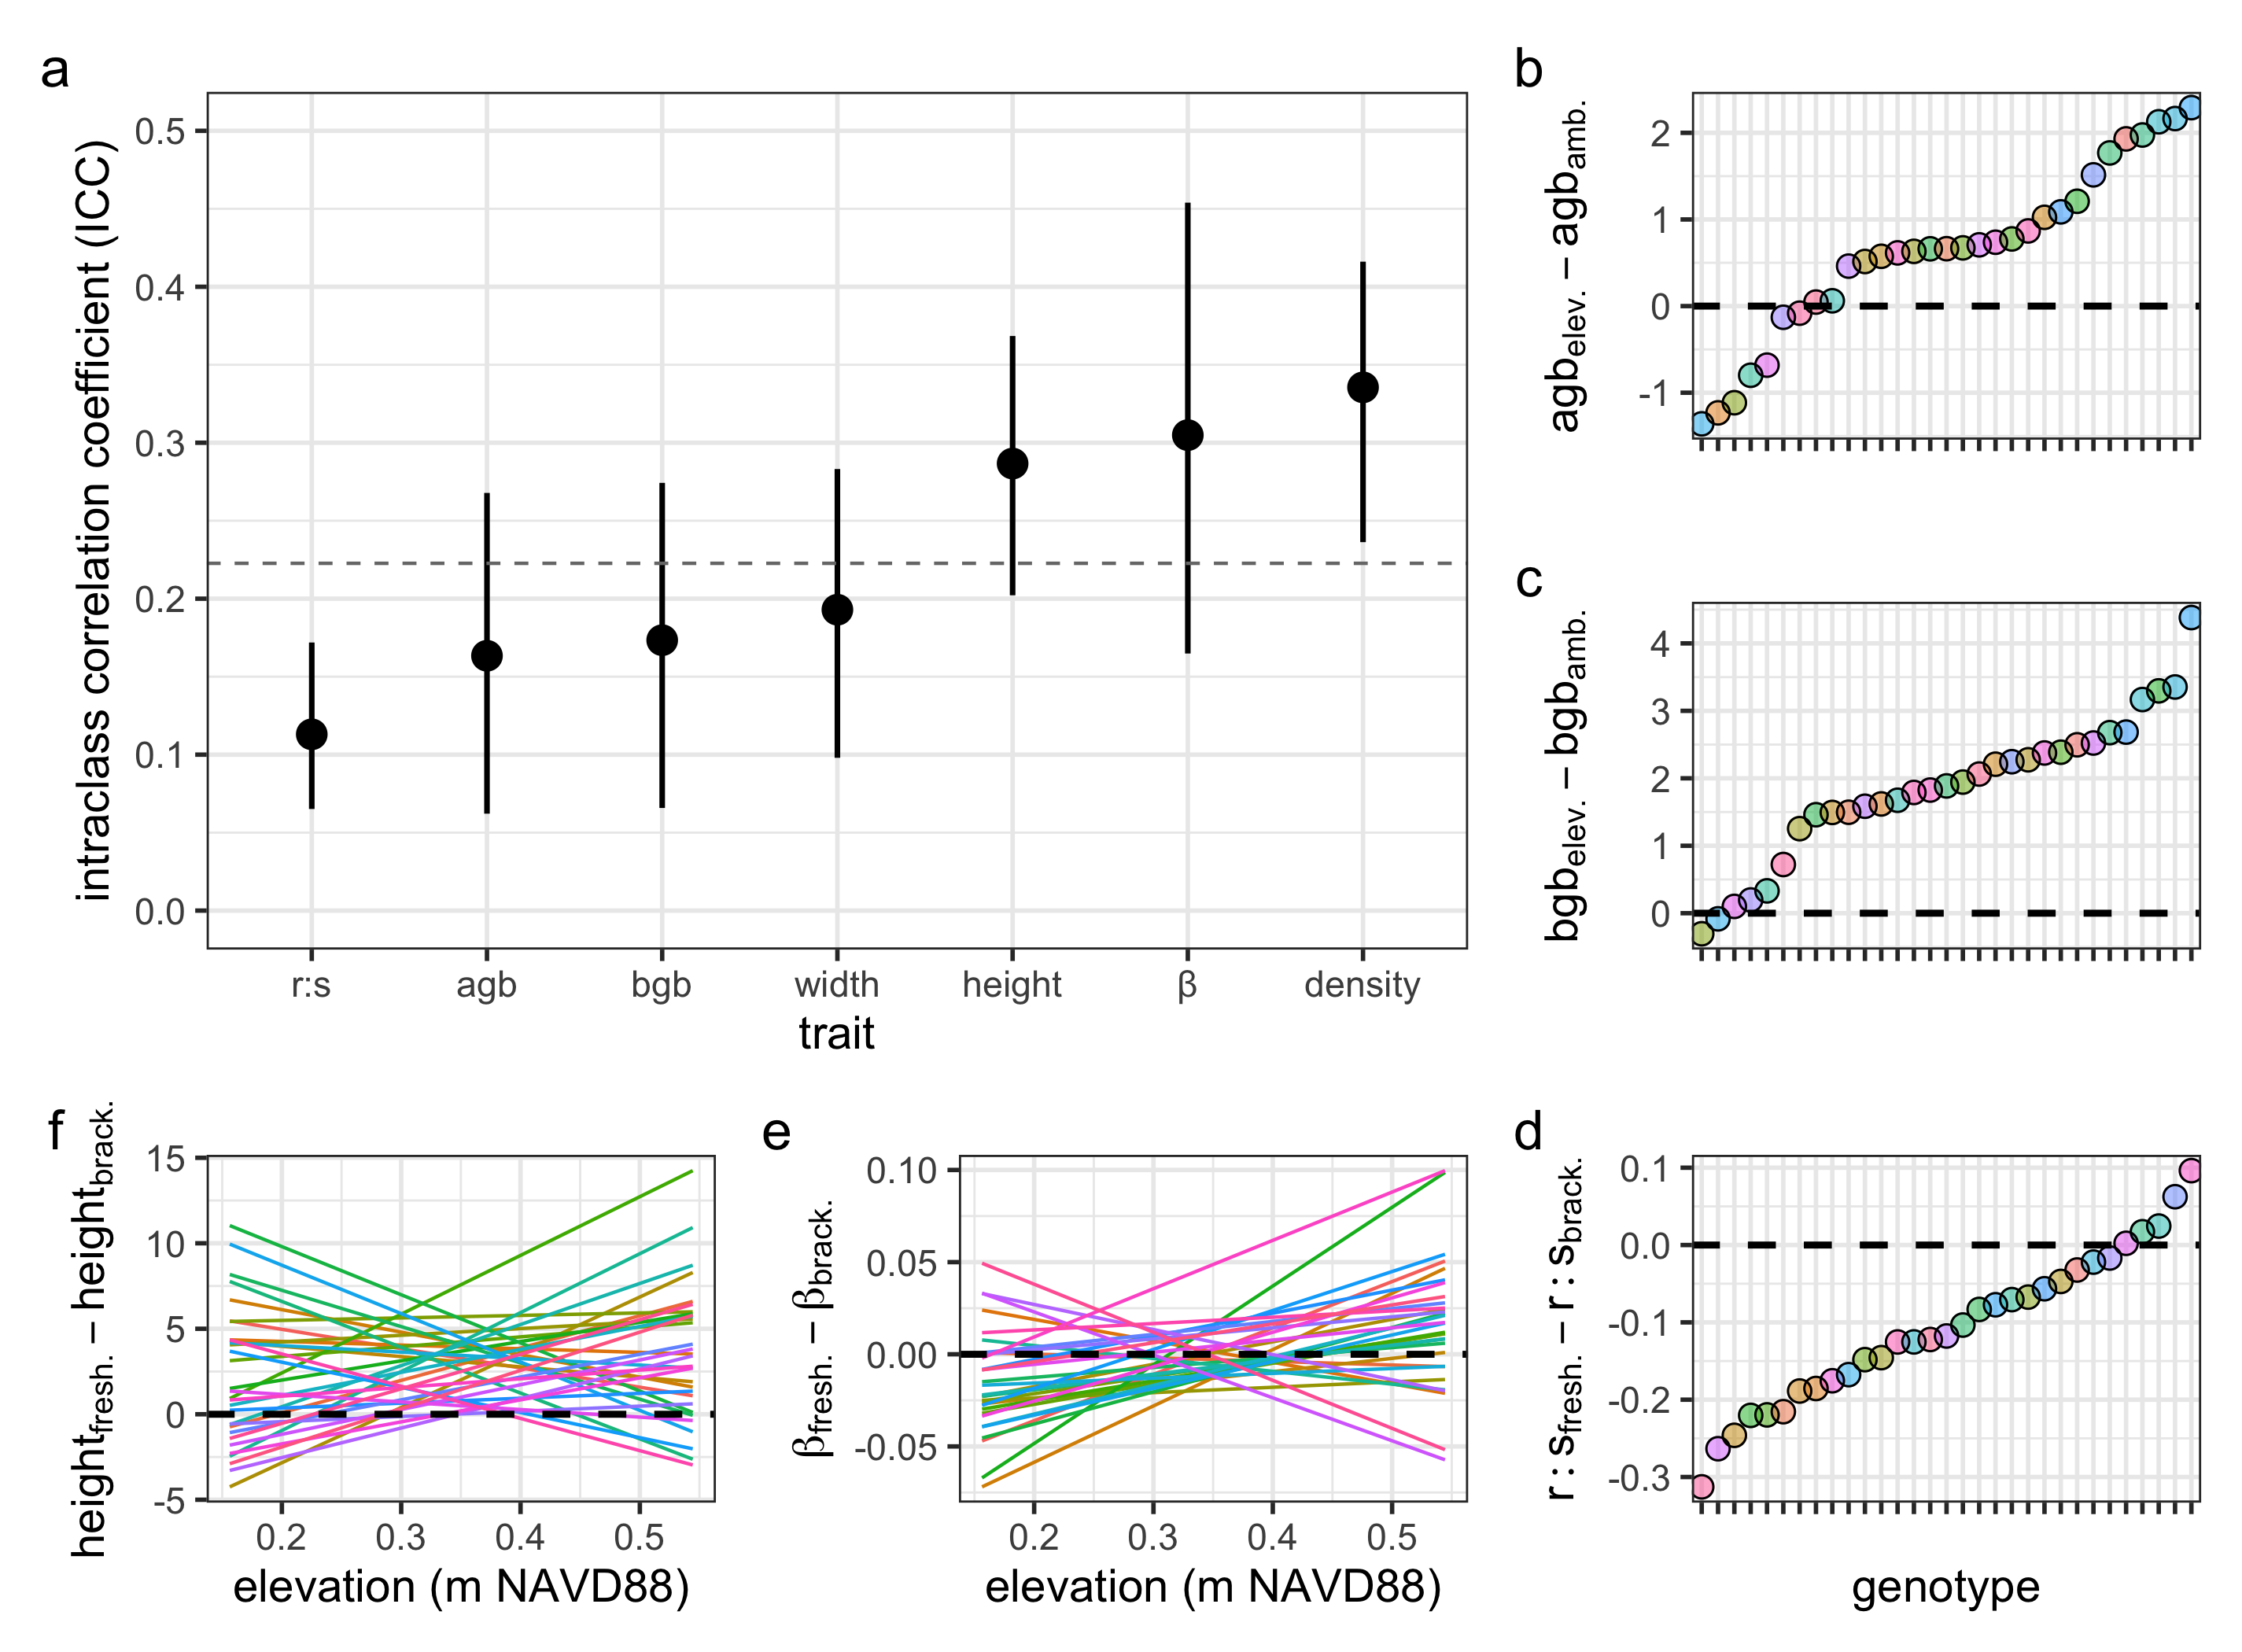 a
intraclass correlation coefficient (ICC)
0.5
0.4
0.3
0.2
0.1
0.0
r:s agb bgb width height β density
trait
b
agbelev. − agbamb.
2
1
0
-1
c
bgbelev. − bgbamb.
4
3
2
1
0
f
heightfresh. − heightbrack.
15
10
5
0
-5
0.2 0.3 0.4 0.5
elevation (m NAVD88)
e
βfresh. − βbrack.
0.10
0.05
0.00
-0.05
0.2 0.3 0.4 0.5
elevation (m NAVD88)
d
r : sfresh. − r : sbrack.
0.1
0.0
-0.1
-0.2
-0.3
genotype